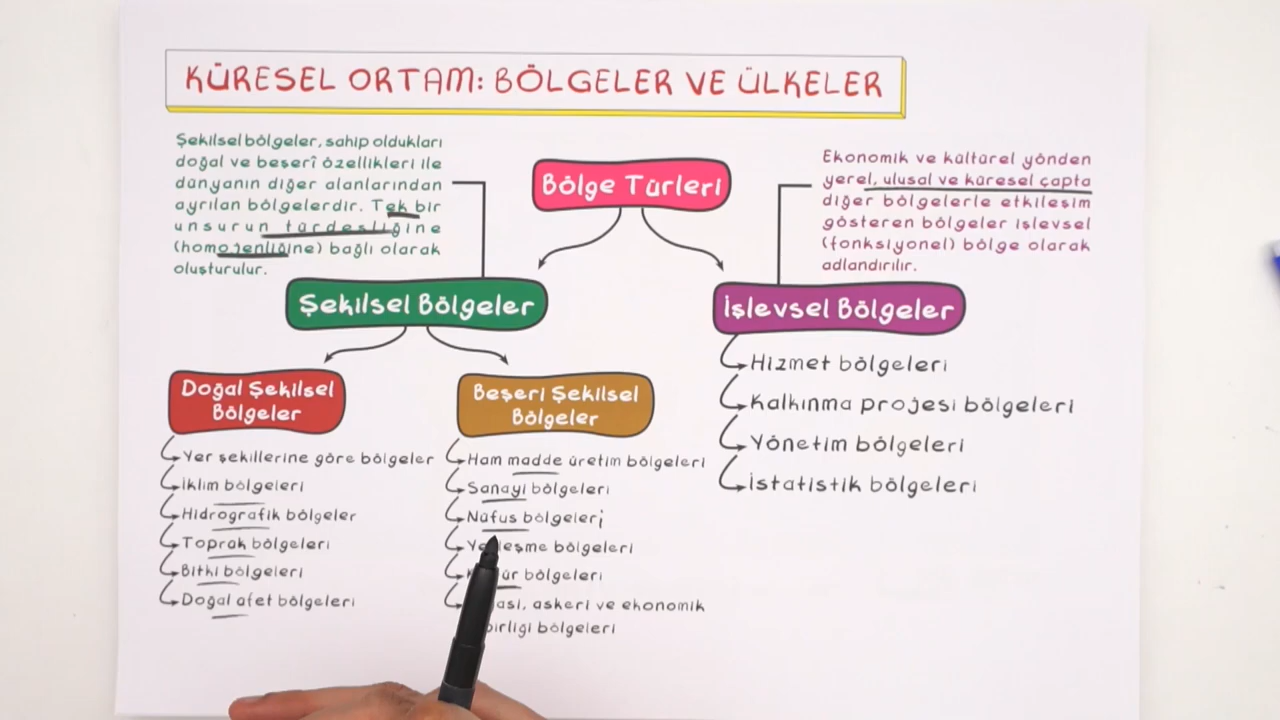 KÜRESEL ORTAM: BÖLGELER VE ÜLKELER
Şekilsel bölgeler, sahip oldukları
doğal ve beşerî özellikleri ile
dünyanın diğer alanlarından
ayrılan bölgelerdir. Tek bir
unsurun türdeşliğine
(homojenliğine) bağlı olarak
oluşturulur.
Bölge Türleri
Ekonomik ve kültürel yönden
yerel, ulusal ve küresel çapta
diğer bölgelerle etkileşim
gösteren bölgeler işlevsel
(fonksiyonel) bölge olarak
adlandırılır.
Şekilsel Bölgeler
Doğal Şekilsel
Bölgeler
Yer şekillerine göre bölgeler
İklim bölgeleri
Hidrografik bölgeler
Toprak bölgeleri
Bitki bölgeleri
Doğal afet bölgeleri
Beşeri Şekilsel
Bölgeler
Ham madde üretim bölgeleri
Sanayi bölgeleri
Nüfus bölgeleri
bölgeleri
bölgeleri
askeri ve ekonomik
bölgeleri
İşlevsel Bölgeler
Hizmet bölgeleri
Kalkınma projesi bölgeleri
Yönetim bölgeleri
İstatistik bölgeleri